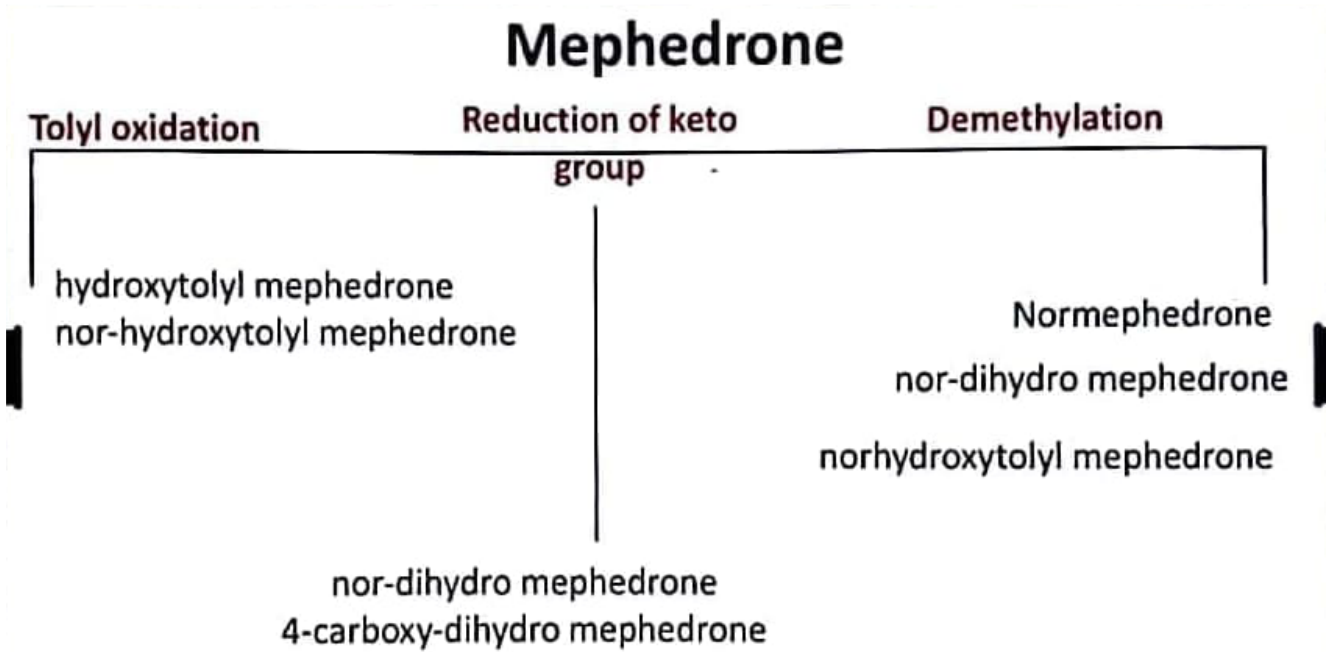 Mephedrone
Tolyl oxidation
Reduction of keto
group
Demethylation
hydroxytolyl mephedrone
nor-hydroxytolyl mephedrone
Normephedrone
nor-dihydro mephedrone
norhydroxytolyl mephedrone
nor-dihydro mephedrone
4-carboxy-dihydro mephedrone